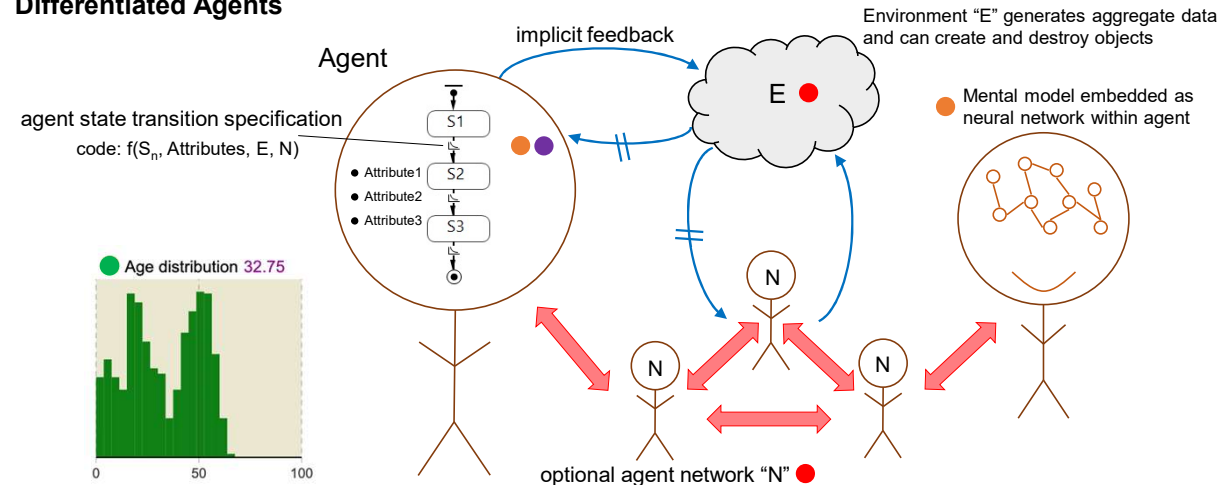 Differentiated Agents
Environment “E” generates aggregate data
and can create and destroy objects
implicit feedback
Agent
E
Mental model embedded as
neural network within agent
agent state transition specification
code: f(Sn, Attributes, E, N)
S1
S2
S3
Attribute1
Attribute2
Attribute3
Age distribution 32.75
0
50
100
N
N
N
optional agent network “N”